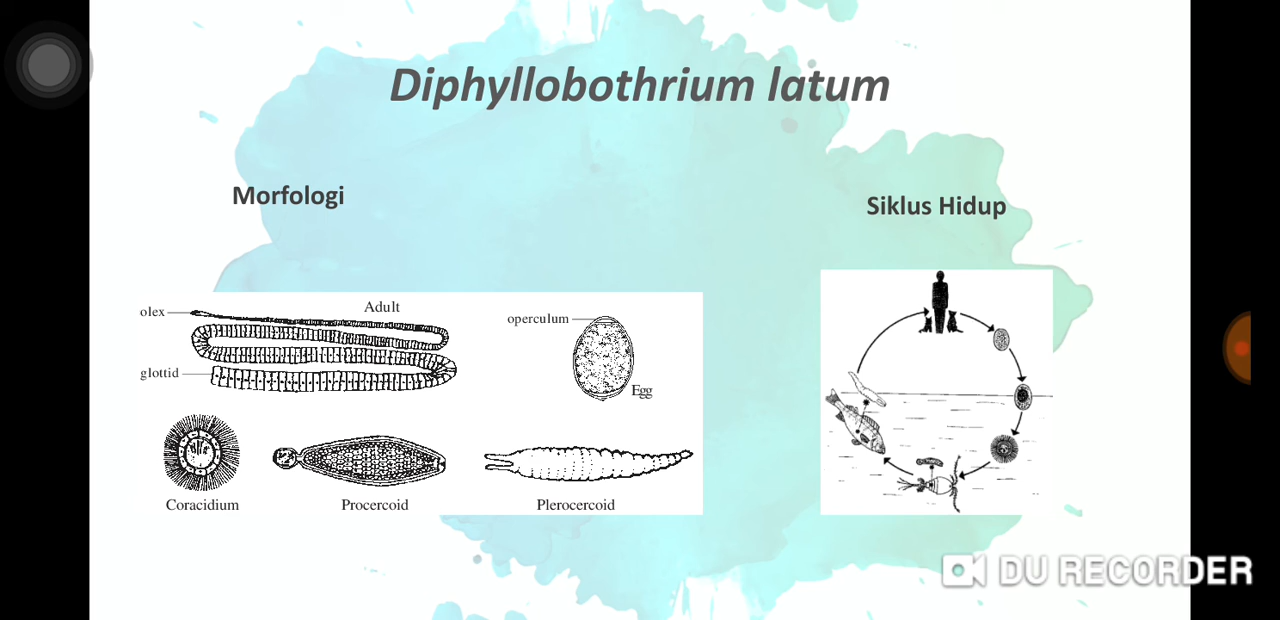 Diphyllobothrium latum
Morfologi
Siklus Hidup
olex
Adult
operculum
glottid
Egg
Coracidium
Procercoid
Plerocercoid
DU RECORDER